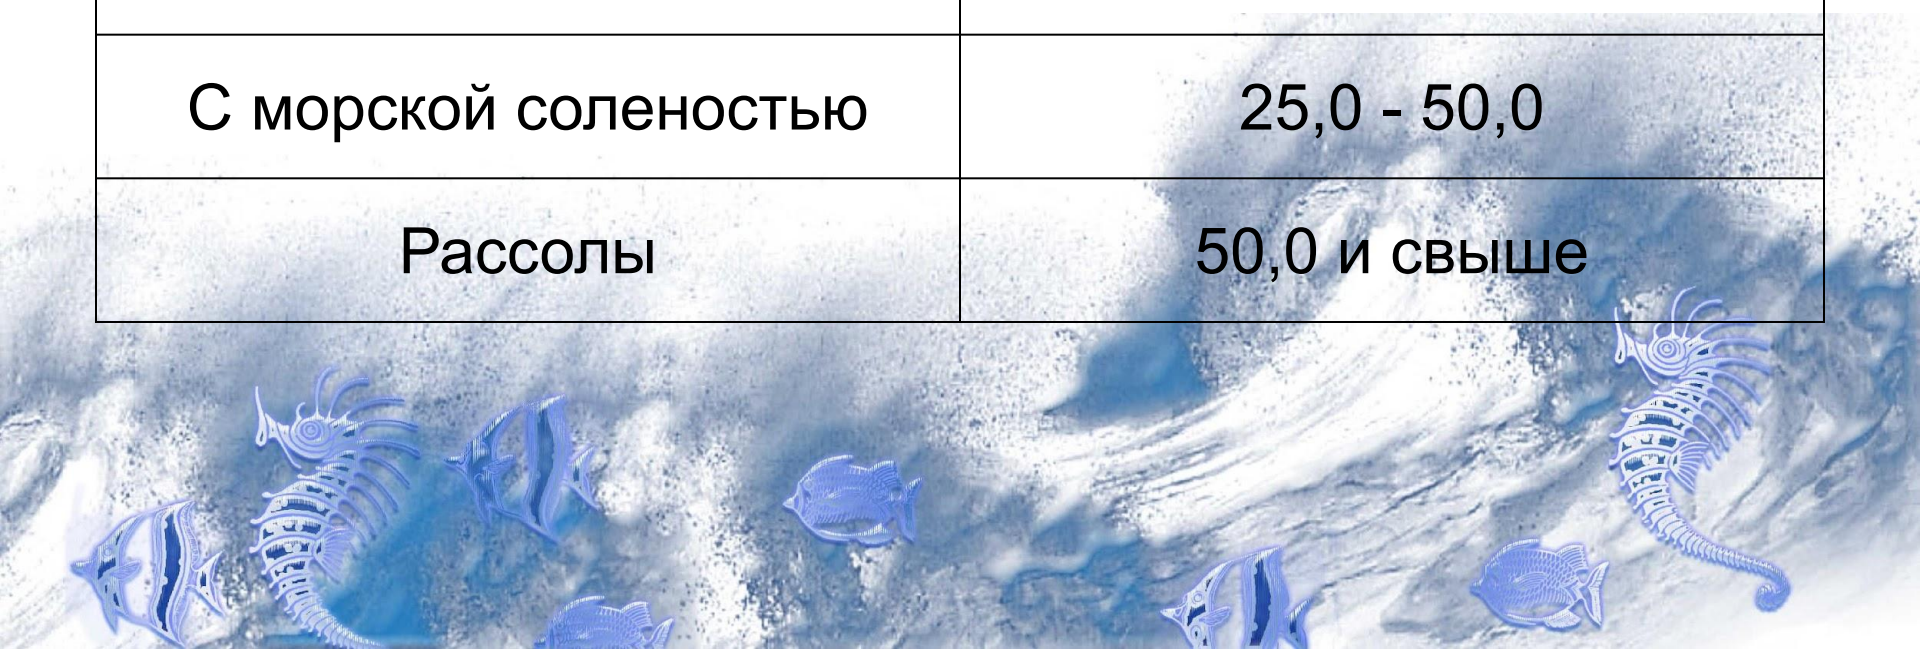 С морской соленостью
25,0 - 50,0
Рассолы
50,0 и свыше